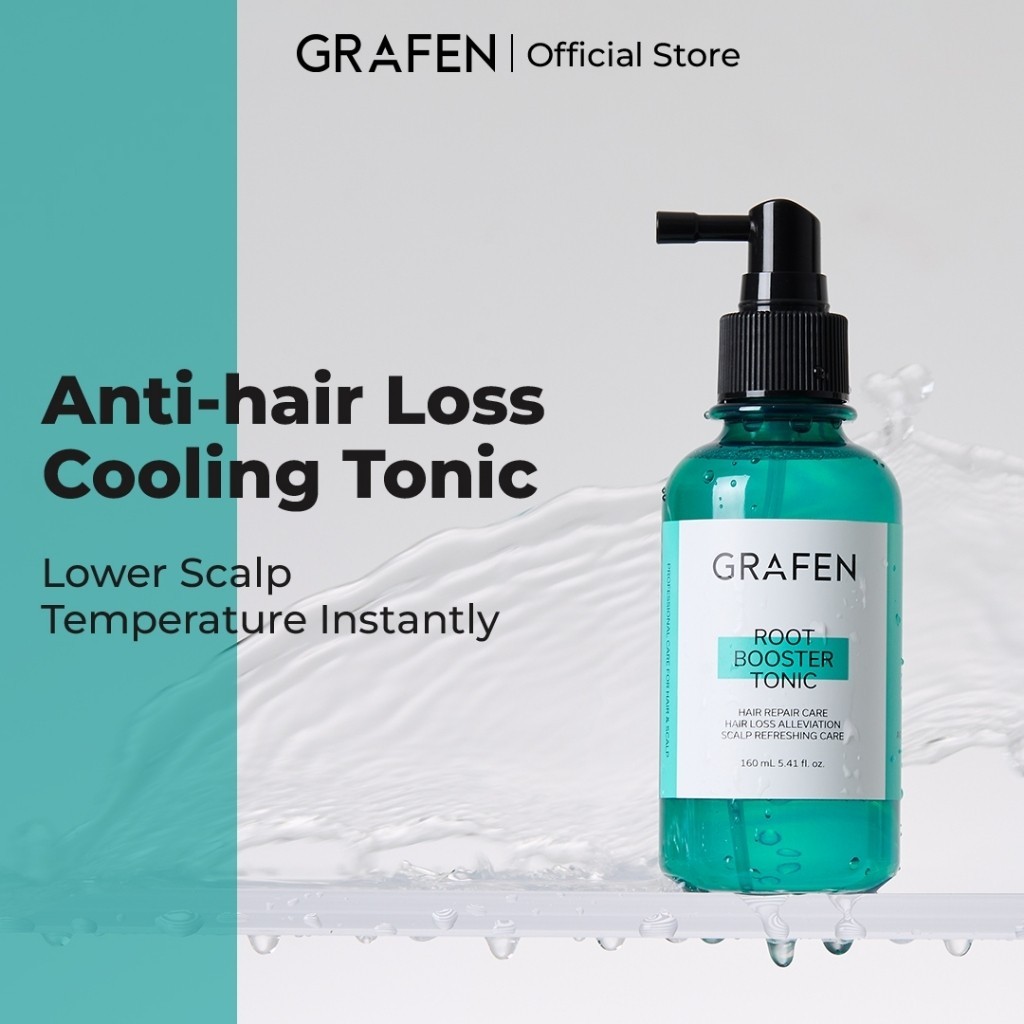 GRAFEN | Official Store
Anti-hair Loss
Cooling Tonic
Lower Scalp
Temperature Instantly
GRAFEN
ROOT
BOOSTER
TONIC
HAIR REPAIR CARE
HAIR LOSS ALLEVIATION
SCALP REFRESHING CARE
160 mL 5.41 fl. oz.
PROFESSIONAL CARE FOR HAIR & SCALP